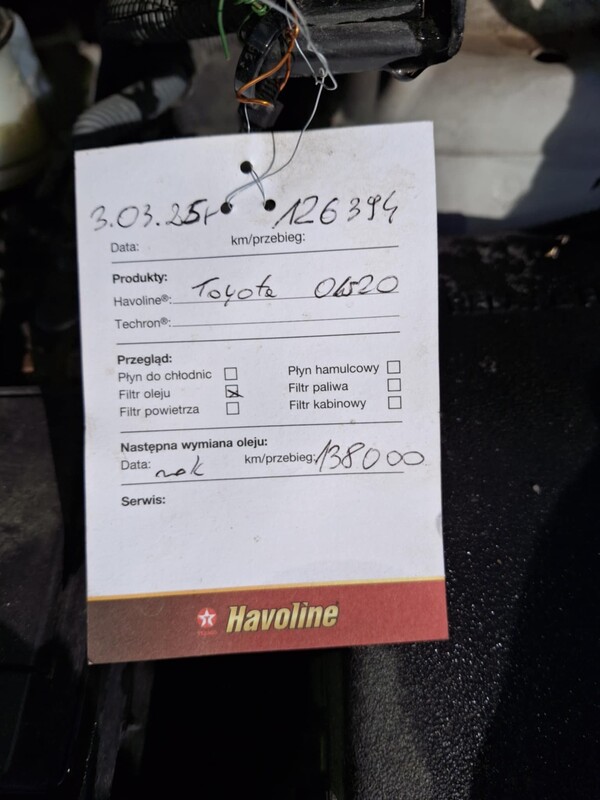 3.03.25r 126394
Data: km/przebieg:
Produkty:
Havoline®: Toyota 0W20
Techron®:
Przegląd:
Płyn do chłodnic Płyn hamulcowy
Filtr oleju Filtr paliwa
Filtr powietrza Filtr kabinowy
Następna wymiana oleju:
Data: rok km/przebieg: 138000
Serwis:
Havoline